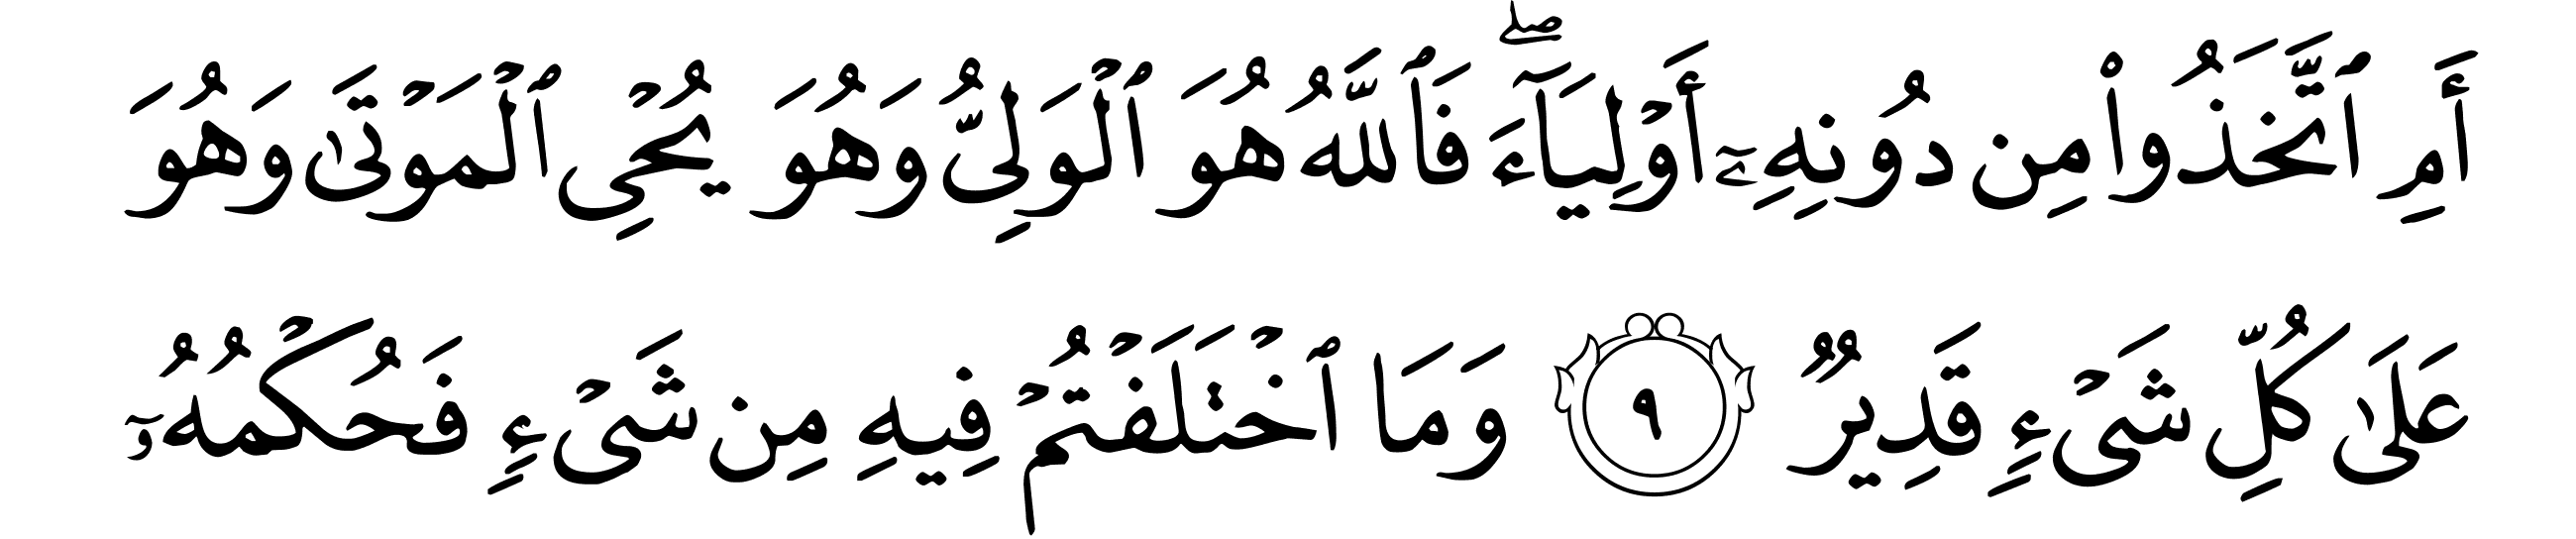 أَمِ ٱتَّخَذُوا۟ مِن دُونِهِۦٓ أَوْلِيَآءَ ۖ فَٱللَّهُ هُوَ ٱلْوَلِىُّ وَهُوَ يُحْىِ ٱلْمَوْتَىٰ وَهُوَ
عَلَىٰ كُلِّ شَىْءٍ قَدِيرٌ ٩ وَمَا ٱخْتَلَفْتُمْ فِيهِ مِن شَىْءٍ فَحُكْمُهُۥٓ